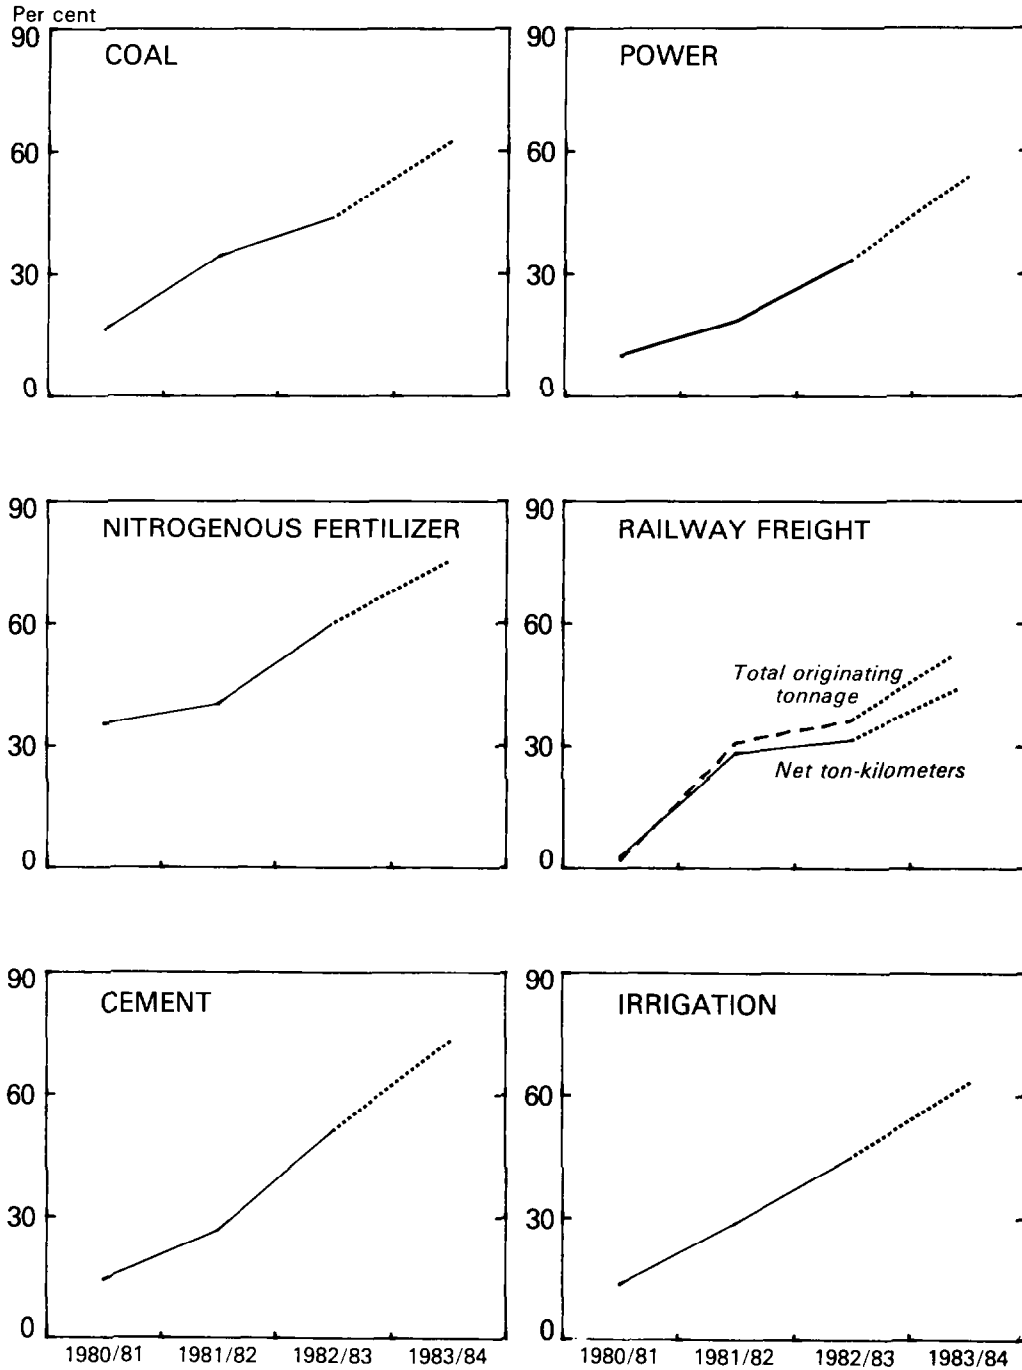 Per cent
90
COAL
60
30
0
90
POWER
60
30
0
90
NITROGENOUS FERTILIZER
60
30
0
90
RAILWAY FREIGHT
60
Total originating
tonnage
30
Net ton-kilometers
0
90
CEMENT
60
30
0
1980/81 1981/82 1982/83 1983/84
90
IRRIGATION
60
30
0
1980/81 1981/82 1982/83 1983/84